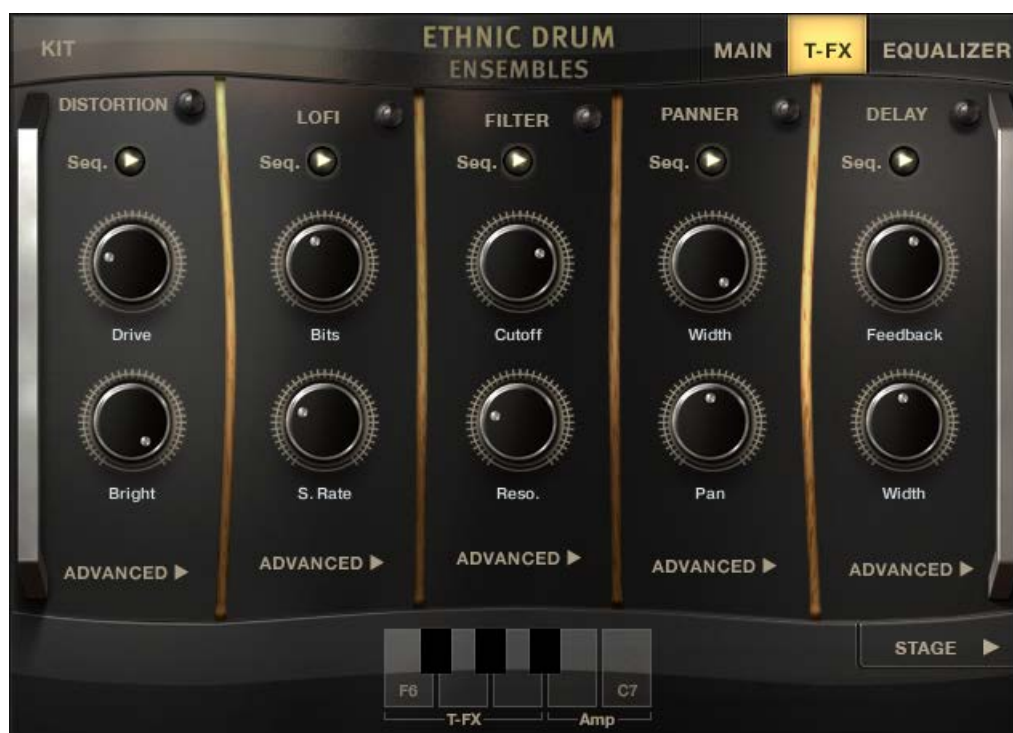 KIT
ETHNIC DRUM
ENSEMBLES
MAIN
T-FX
EQUALIZER
DISTORTION
LOFI
FILTER
PANNER
DELAY
Seq.
Seq.
Seq.
Seq.
Seq.
Drive
Bits
Cutoff
Width
Feedback
Bright
S. Rate
Reso.
Pan
Width
ADVANCED
ADVANCED
ADVANCED
ADVANCED
ADVANCED
STAGE
F6
C7
T-FX
Amp